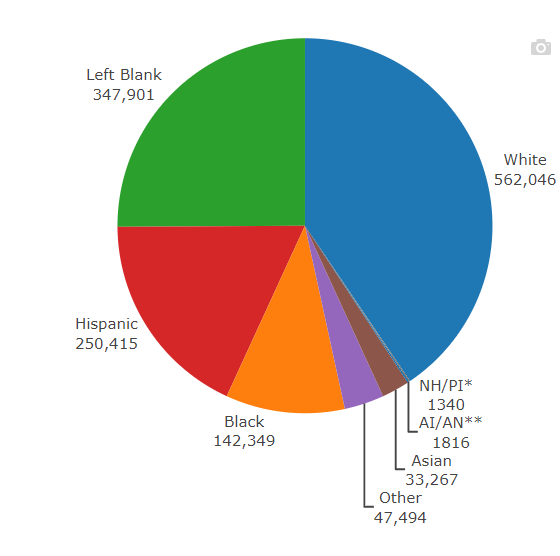 Left Blank
347,901
White
562,046
Hispanic
250,415
NH/PI*
1340
AI/AN**
1816
Black
142,349
Asian
33,267
Other
47,494